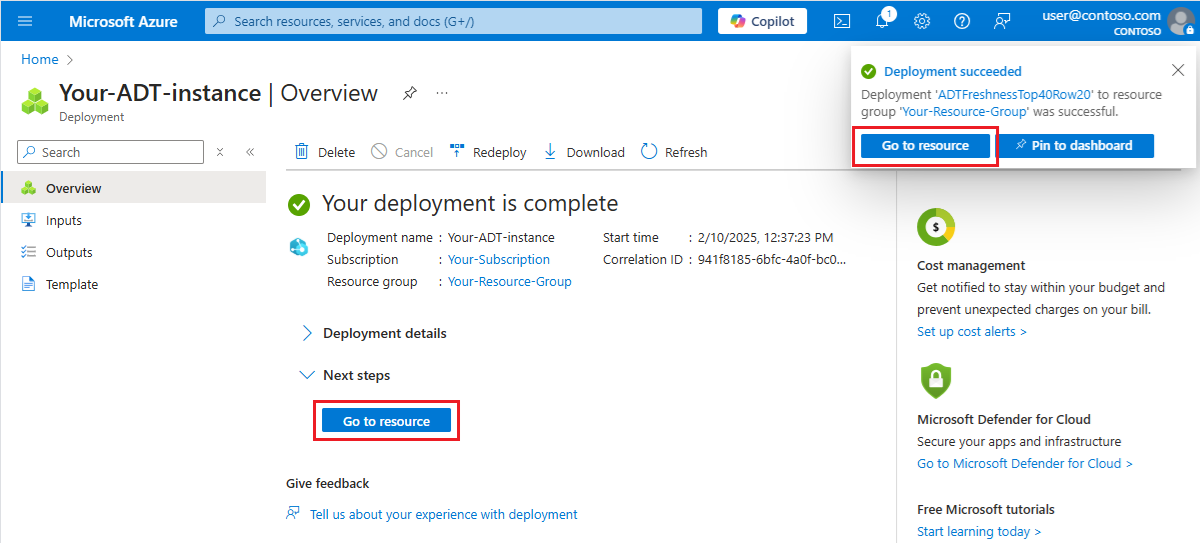 Microsoft Azure
Search resources, services, and docs (G+/)
Copilot
1
user@contoso.com
CONTOSO
Home
Your-ADT-instance | Overview
Deployment
Deployment succeeded
Deployment 'ADTFreshnessTop40Row20' to resource
group 'Your-Resource-Group' was successful.
Go to resource
Pin to dashboard
Search
Delete
Cancel
Redeploy
Download
Refresh
Overview
Inputs
Outputs
Template
Your deployment is complete
Deployment name : Your-ADT-instance
Subscription : Your-Subscription
Resource group : Your-Resource-Group
Start time : 2/10/2025, 12:37:23 PM
Correlation ID : 941f8185-6bfc-4a0f-bc0...
Deployment details
Next steps
Go to resource
Give feedback
Tell us about your experience with deployment
$
Cost management
Get notified to stay within your budget and
prevent unexpected charges on your bill.
Set up cost alerts >
Microsoft Defender for Cloud
Secure your apps and infrastructure
Go to Microsoft Defender for Cloud >
Free Microsoft tutorials
Start learning today >